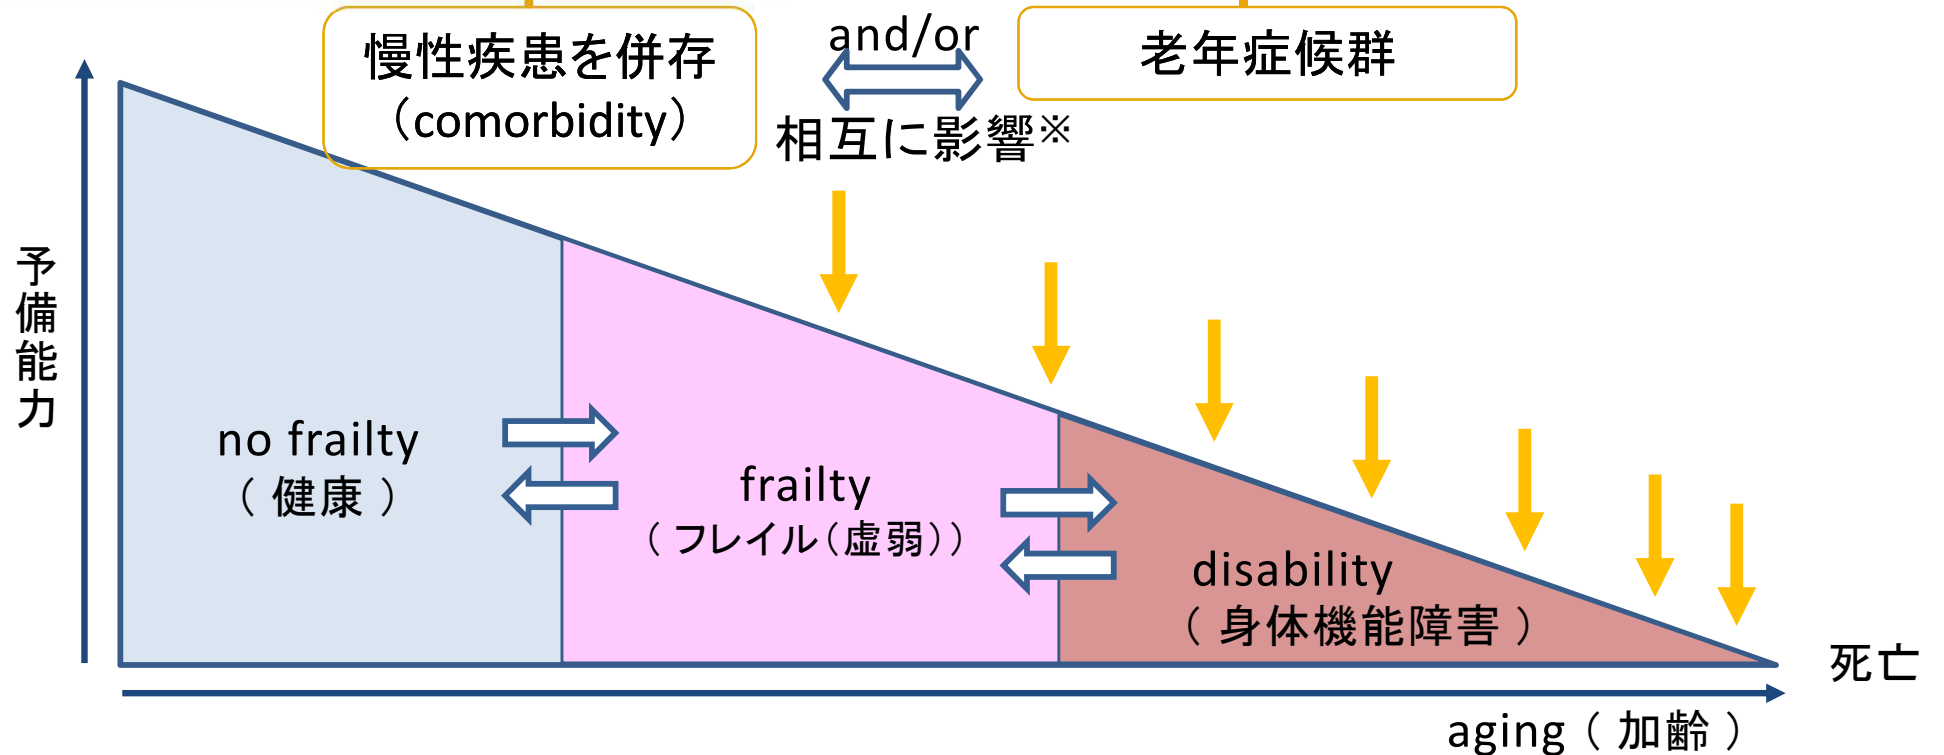 慢性疾患を併存
（comorbidity）
and/or
相互に影響※
老年症候群
予備能力
no frailty
（ 健康 ）
frailty
（ フレイル（虚弱））
disability
（ 身体機能障害 ）
死亡
aging（ 加齢 ）